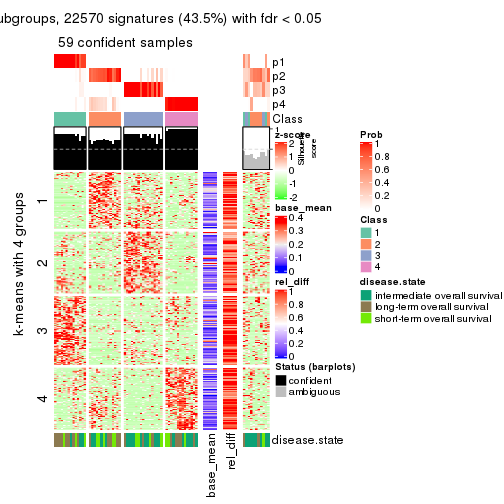 ubgroups, 22570 signatures (43.5%) with fdr < 0.05
59 confident samples
p1
p2
p3
p4
Class
1
Silhouette
score
k-means with 4 groups
1
2
3
4
base_mean
rel_diff
disease.state
z-score
2
1
0
-1
-2
base_mean
0.4
0.3
0.2
0.1
0
rel_diff
1
0.8
0.6
0.4
0.2
0
Status (barplots)
confident
ambiguous
Prob
1
0.8
0.6
0.4
0.2
0
Class
1
2
3
4
disease.state
intermediate overall survival
long-term overall survival
short-term overall survival